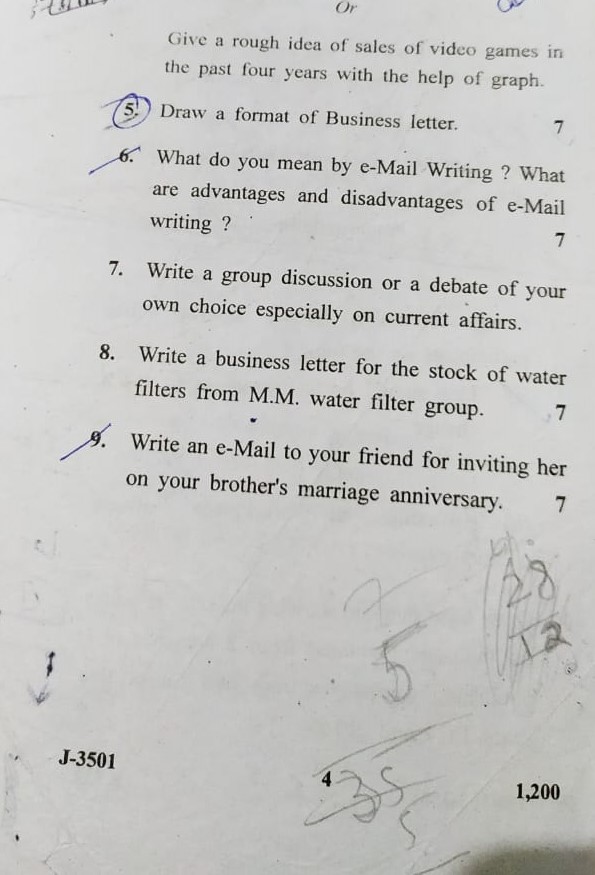 Or
Give a rough idea of sales of video games in
the past four years with the help of graph.
5. Draw a format of Business letter. 7
6. What do you mean by e-Mail Writing ? What
are advantages and disadvantages of e-Mail
writing ? 7
7. Write a group discussion or a debate of your
own choice especially on current affairs.
8. Write a business letter for the stock of water
filters from M.M. water filter group. 7
9. Write an e-Mail to your friend for inviting her
on your brother's marriage anniversary. 7
28
12
5
35
J-3501 4 1,200